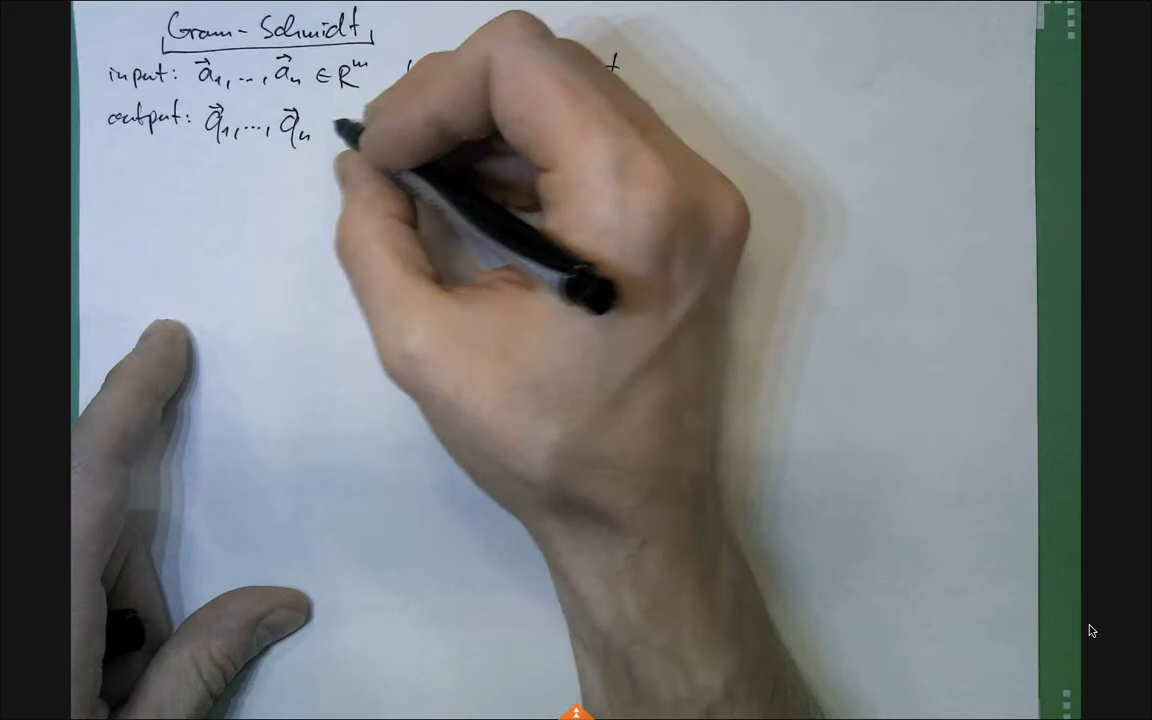 Gram-Schmidt
input: a⃗₁, ..., a⃗ₙ ∈ ℝᵐ
output: q⃗₁, ..., q⃗ₙ